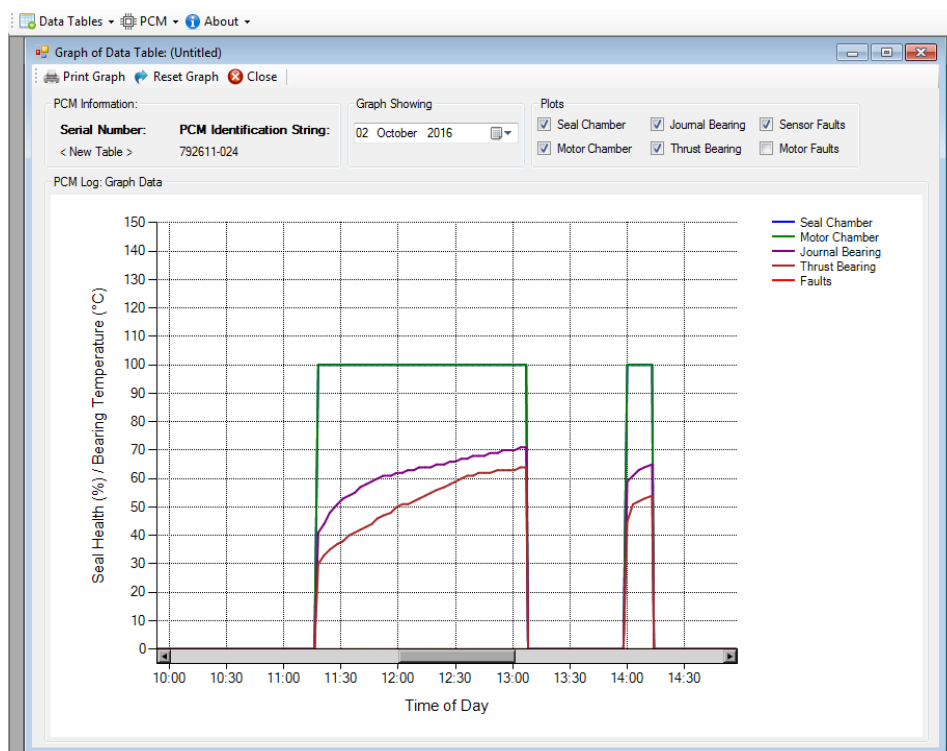 Data Tables PCM About
Graph of Data Table: (Untitled)
Print Graph Reset Graph Close
PCM Information:
Serial Number: PCM Identification String:
< New Table > 792611-024
Graph Showing
02 October 2016
Plots
Seal Chamber Journal Bearing Sensor Faults
Motor Chamber Thrust Bearing Motor Faults
PCM Log: Graph Data
Seal Health (%) / Bearing Temperature (°C)
150
140
130
120
110
100
90
80
70
60
50
40
30
20
10
0
10:00 10:30 11:00 11:30 12:00 12:30 13:00 13:30 14:00 14:30
Time of Day
Seal Chamber
Motor Chamber
Journal Bearing
Thrust Bearing
Faults